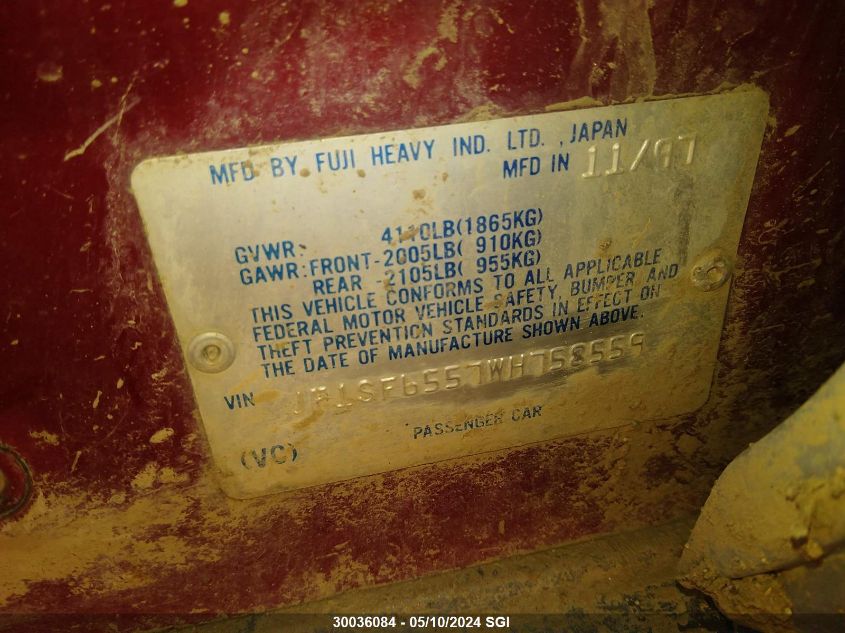 MFD BY FUJI HEAVY IND. LTD. , JAPAN
MFD IN 11/97
GVWR: 4110LB(1865KG)
GAWR:FRONT-2005LB( 910KG)
REAR -2105LB( 955KG)
THIS VEHICLE CONFORMS TO ALL APPLICABLE
FEDERAL MOTOR VEHICLE SAFETY, BUMPER, AND
THEFT PREVENTION STANDARDS IN EFFECT ON
THE DATE OF MANUFACTURE SHOWN ABOVE.
VIN JF1SF6557WH758559
PASSENGER CAR
(VC)
30036084 - 05/10/2024 SGI